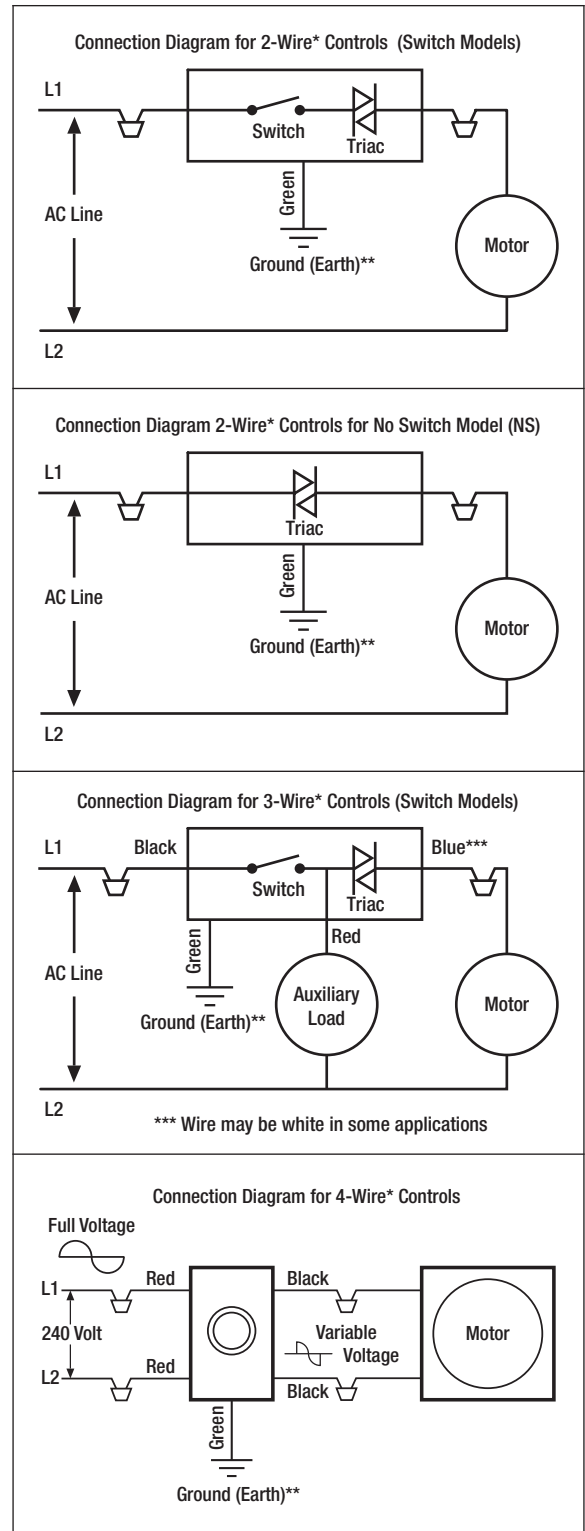 Connection Diagram for 2-Wire* Controls (Switch Models)
L1
Switch
Triac
Green
AC Line
Motor
Ground (Earth)**
L2
Connection Diagram 2-Wire* Controls for No Switch Model (NS)
L1
Triac
Green
AC Line
Motor
Ground (Earth)**
L2
Connection Diagram for 3-Wire* Controls (Switch Models)
L1
Black
Blue***
Switch
Triac
Red
Green
AC Line
Auxiliary
Load
Motor
Ground (Earth)**
L2
*** Wire may be white in some applications
Connection Diagram for 4-Wire* Controls
Full Voltage
L1
Red
Black
240 Volt
Variable
Voltage
Motor
L2
Red
Black
Green
Ground (Earth)**